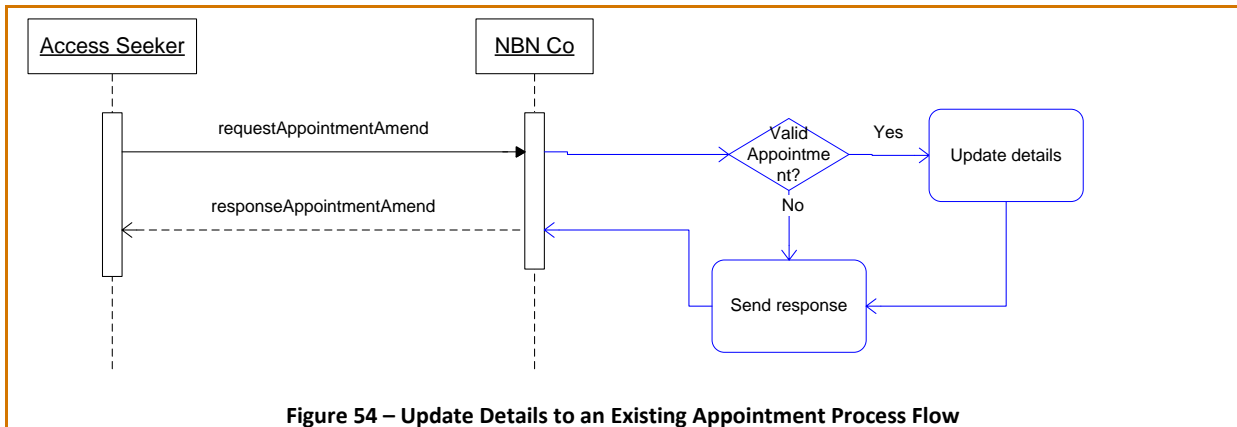 Access Seeker
NBN Co
requestAppointmentAmend
Valid
Appointme
nt?
Yes
Update details
responseAppointmentAmend
No
Send response
Figure 54 – Update Details to an Existing Appointment Process Flow